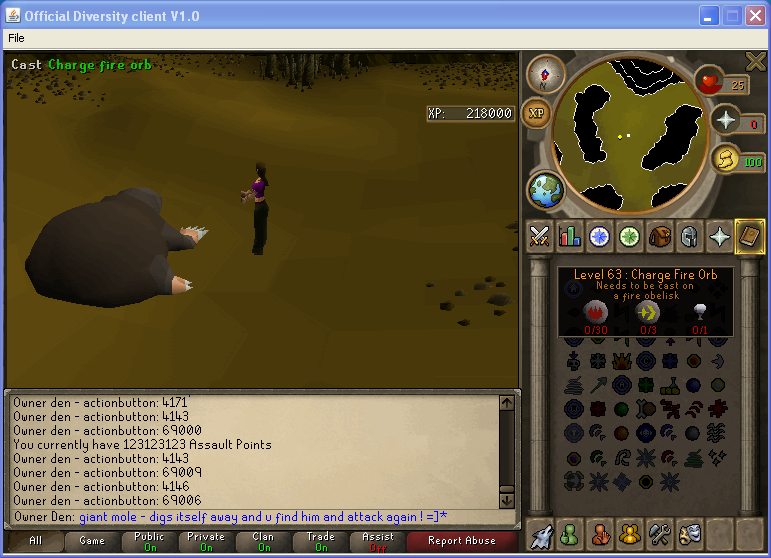 Official Diversity client V1.0
File
Cast Charge fire orb
XP: 218000
N
XP
25
0
100
Level 63 : Charge Fire Orb
Needs to be cast on
a fire obelisk
0/30 0/3 0/1
Owner den - actionbutton: 4171
Owner den - actionbutton: 4143
Owner den - actionbutton: 69000
You currently have 123123123 Assault Points
Owner den - actionbutton: 4143
Owner den - actionbutton: 69009
Owner den - actionbutton: 4146
Owner den - actionbutton: 69006
Owner Den: giant mole - digs itself away and u find him and attack again ! =]*
All
Game
Public
On
Private
On
Clan
On
Trade
On
Assist
Off
Report Abuse